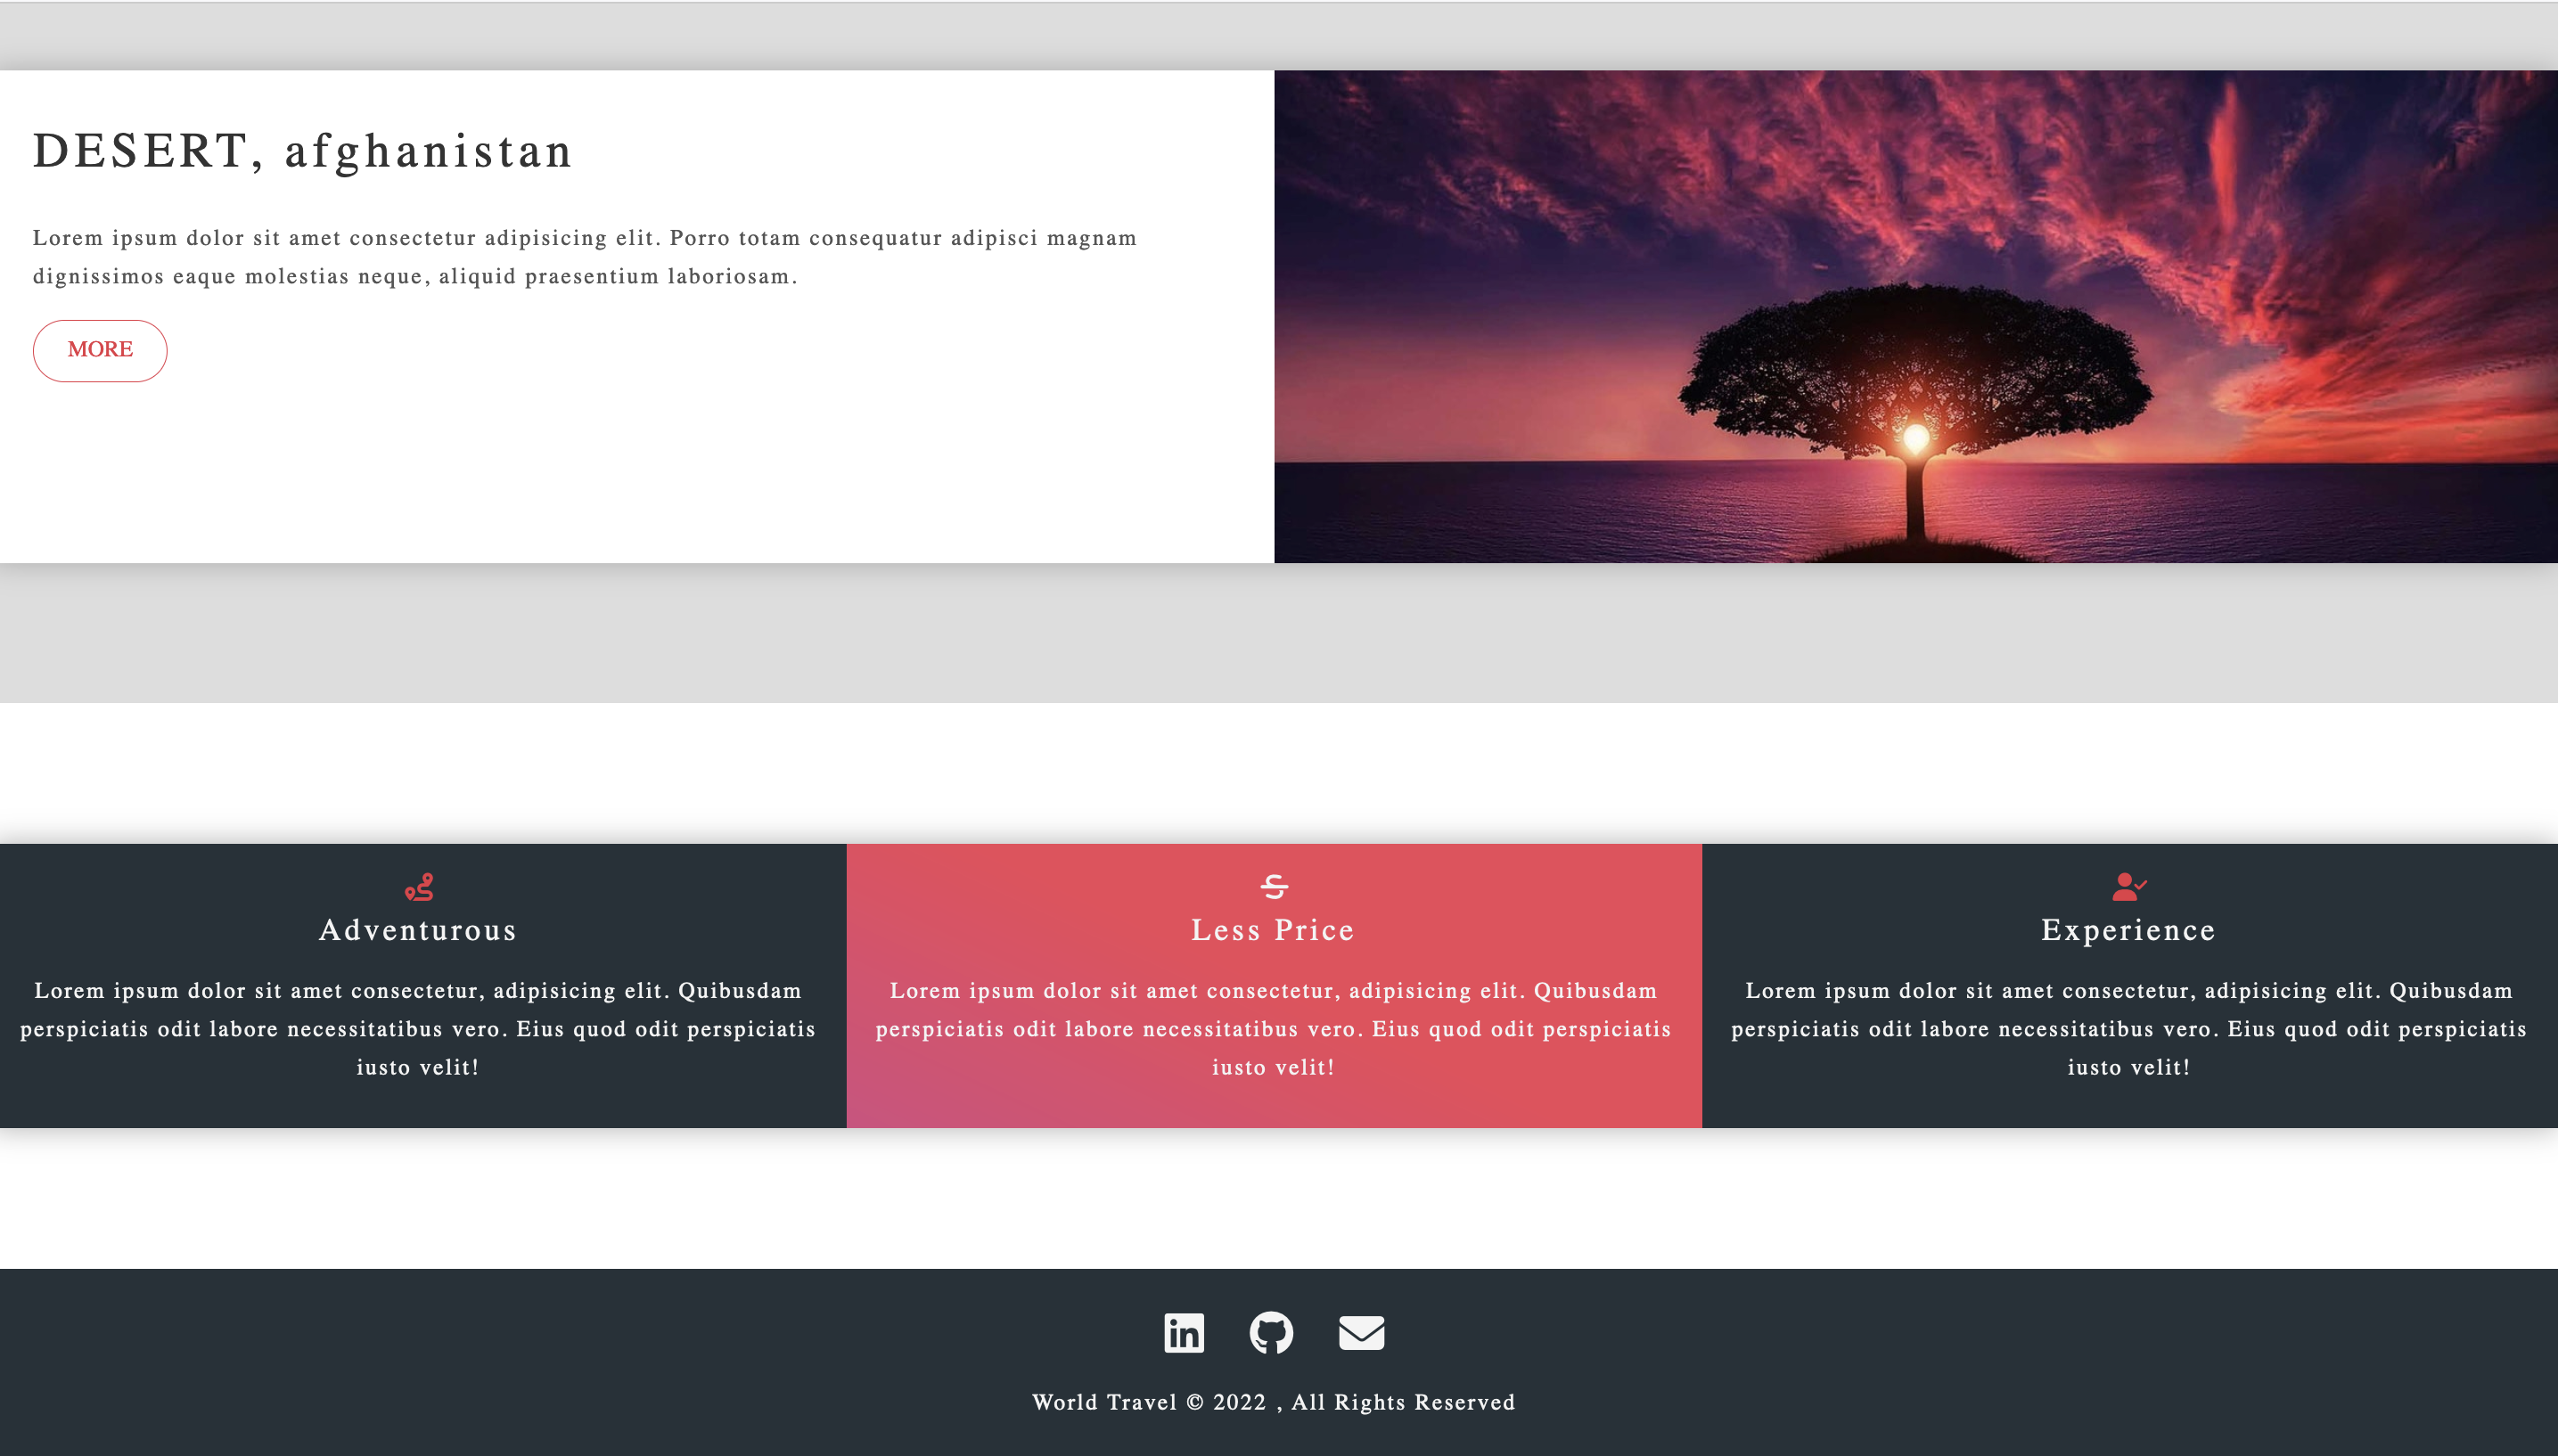 DESERT, afghanistan
Lorem ipsum dolor sit amet consectetur adipisicing elit. Porro totam consequatur adipisci magnam
dignissimos eaque molestias neque, aliquid praesentium laboriosam.
MORE
Adventurous
Lorem ipsum dolor sit amet consectetur, adipisicing elit. Quibusdam
perspiciatis odit labore necessitatibus vero. Eius quod odit perspiciatis
iusto velit!
Less Price
Lorem ipsum dolor sit amet consectetur, adipisicing elit. Quibusdam
perspiciatis odit labore necessitatibus vero. Eius quod odit perspiciatis
iusto velit!
Experience
Lorem ipsum dolor sit amet consectetur, adipisicing elit. Quibusdam
perspiciatis odit labore necessitatibus vero. Eius quod odit perspiciatis
iusto velit!
in
World Travel © 2022 , All Rights Reserved